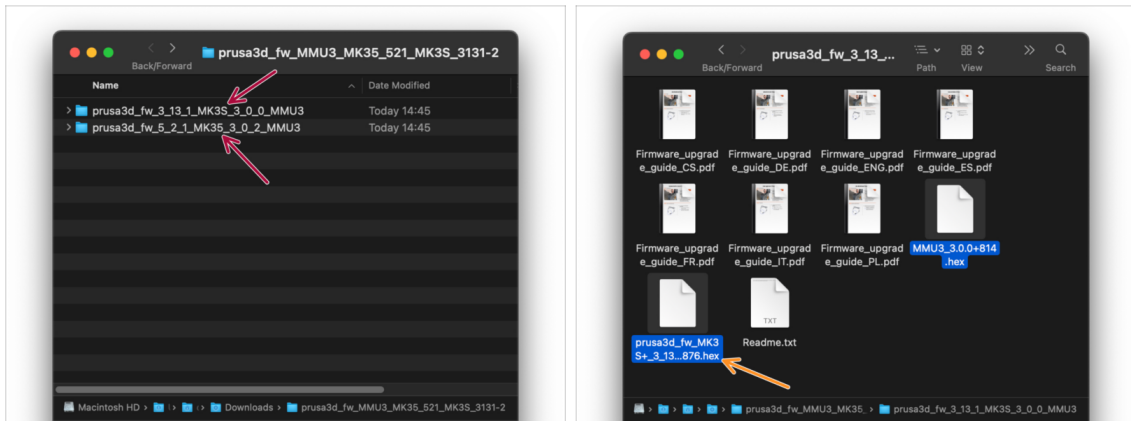 prusa3d_fw_MMU3_MK35_521_MK3S_3131-2
Back/Forward
Name
Date Modified
prusa3d_fw_3_13_1_MK3S_3_0_0_MMU3
Today 14:45
prusa3d_fw_5_2_1_MK35_3_0_2_MMU3
Today 14:45
Macintosh HD › › › Downloads › prusa3d_fw_MMU3_MK35_521_MK3S_3131-2
prusa3d_fw_3_13_...
Back/Forward
Path
View
Search
Firmware_upgrad
e_guide_CS.pdf
Firmware_upgrad
e_guide_DE.pdf
Firmware_upgrad
e_guide_ENG.pdf
Firmware_upgrad
e_guide_ES.pdf
Firmware_upgrad
e_guide_FR.pdf
Firmware_upgrad
e_guide_IT.pdf
Firmware_upgrad
e_guide_PL.pdf
MMU3_3.0.0+814
.hex
prusa3d_fw_MK3
S+_3_13...876.hex
TXT
Readme.txt
prusa3d_fw_MMU3_MK35_ › prusa3d_fw_3_13_1_MK3S_3_0_0_MMU3